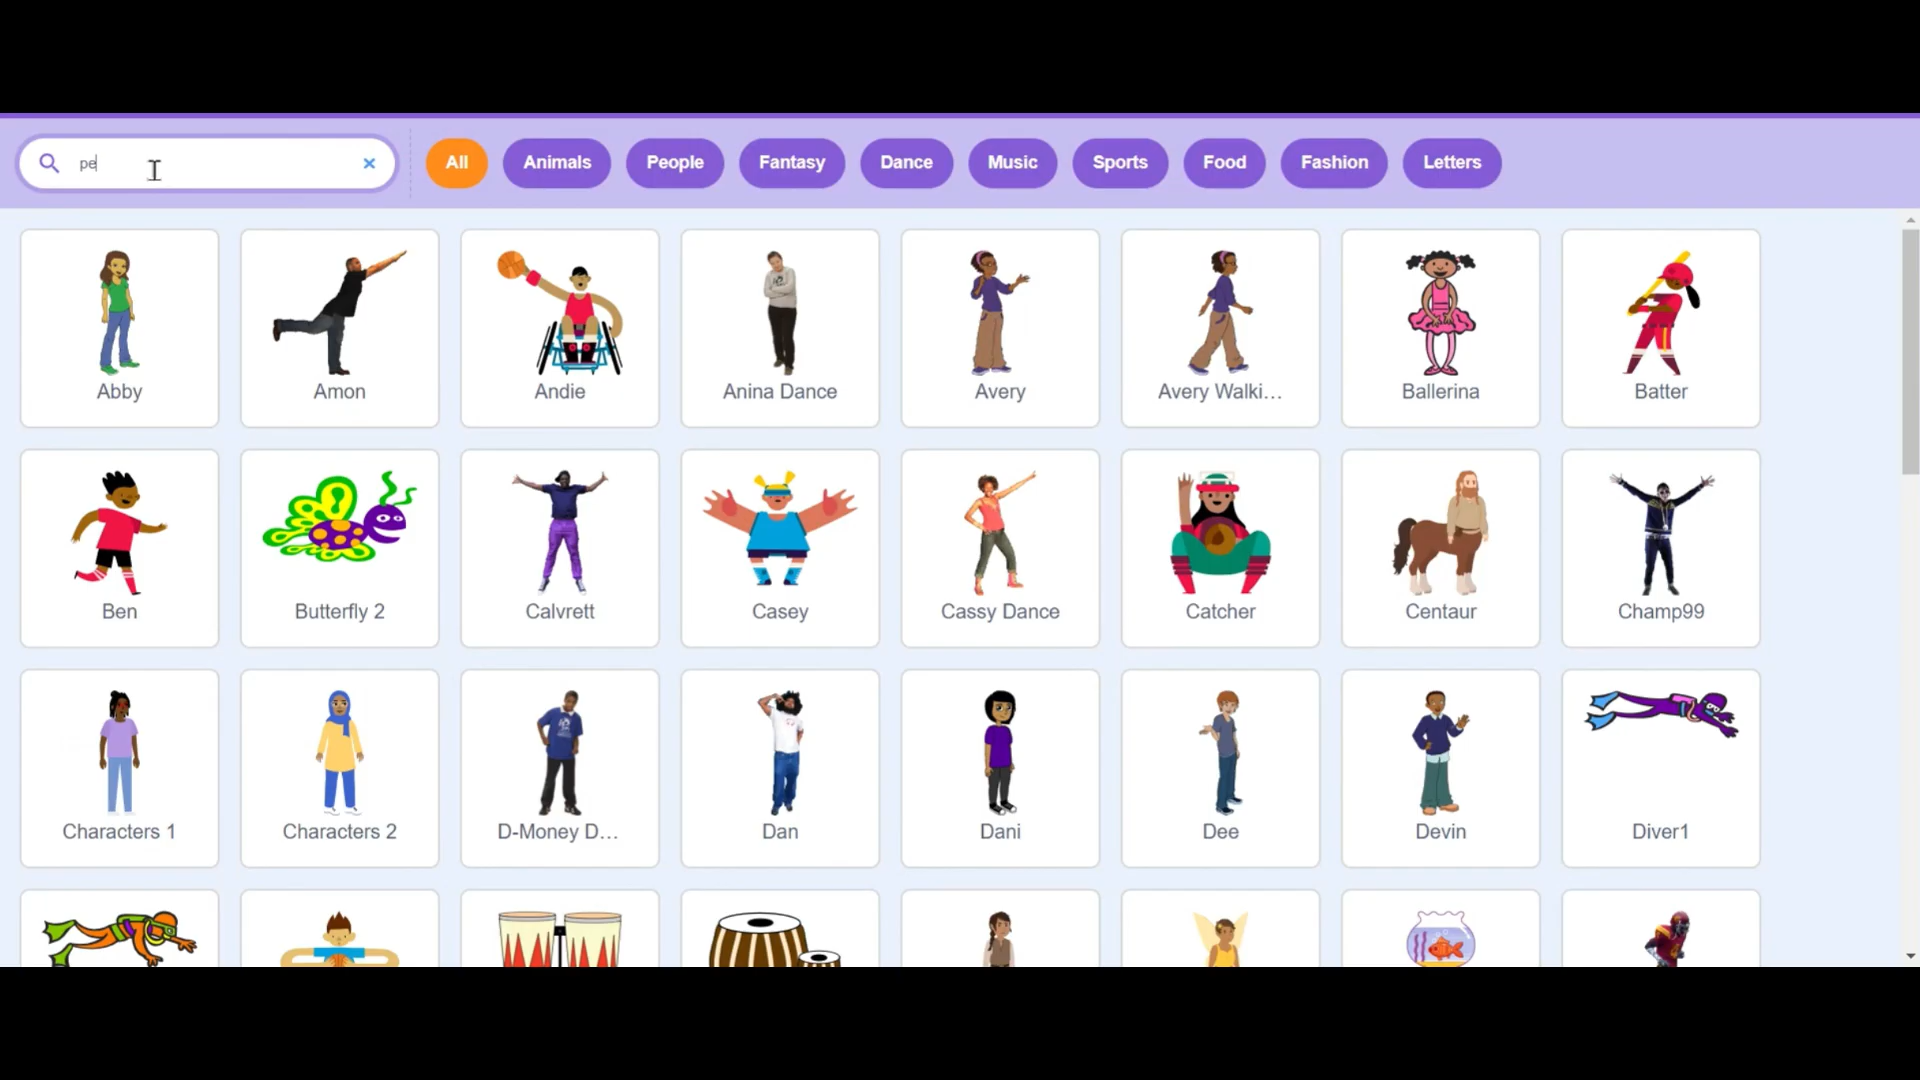 pe
All
Animals
People
Fantasy
Dance
Music
Sports
Food
Fashion
Letters
Abby
Amon
Andie
Anina Dance
Avery
Avery Walki...
Ballerina
Batter
Ben
Butterfly 2
Calvrett
Casey
Cassy Dance
Catcher
Centaur
Champ99
Characters 1
Characters 2
D-Money D...
Dan
Dani
Dee
Devin
Diver1